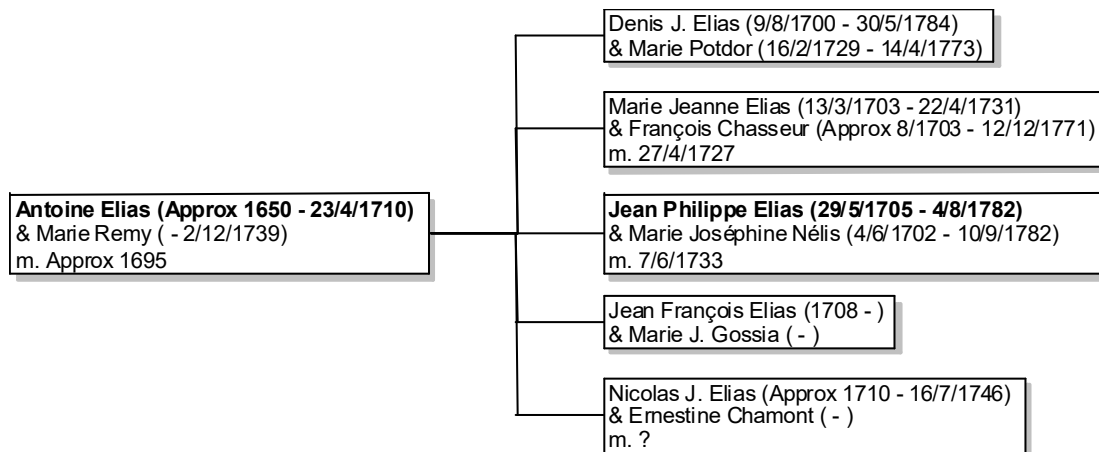 Denis J. Elias (9/8/1700 - 30/5/1784)
& Marie Potdor (16/2/1729 - 14/4/1773)
Marie Jeanne Elias (13/3/1703 - 22/4/1731)
& François Chasseur (Approx 8/1703 - 12/12/1771)
m. 27/4/1727
Antoine Elias (Approx 1650 - 23/4/1710)
& Marie Remy ( - 2/12/1739)
m. Approx 1695
Jean Philippe Elias (29/5/1705 - 4/8/1782)
& Marie Joséphine Nélis (4/6/1702 - 10/9/1782)
m. 7/6/1733
Jean François Elias (1708 - )
& Marie J. Gossia ( - )
Nicolas J. Elias (Approx 1710 - 16/7/1746)
& Ernestine Chamont ( - )
m. ?